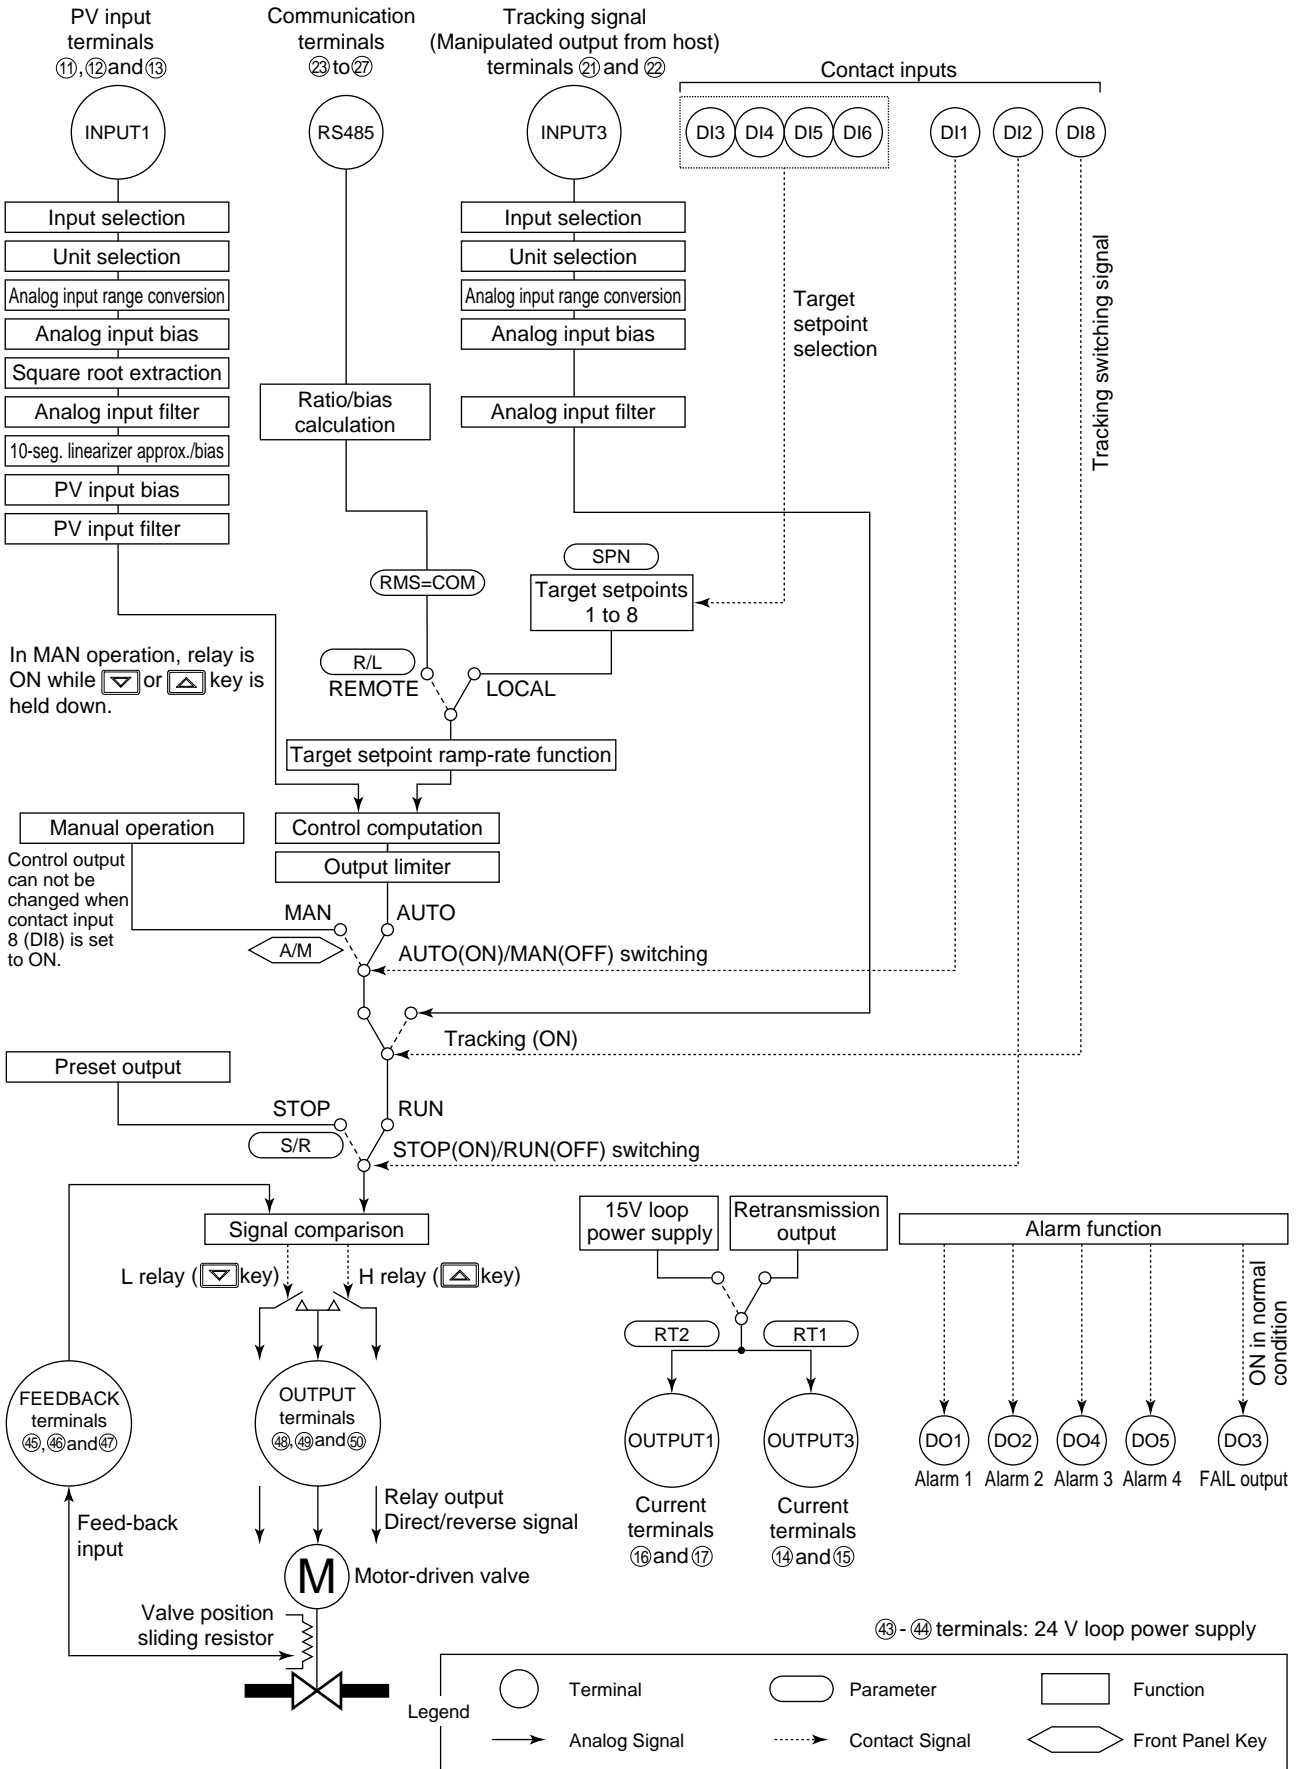 PV input
terminals
⑪,⑫and⑬
Communication
terminals
㉓ to㉗
Tracking signal
(Manipulated output from host)
terminals ㉑ and ㉒
Contact inputs
INPUT1
RS485
INPUT3
DI3
DI4
DI5
DI6
DI1
DI2
DI8
Input selection
Unit selection
Analog input range conversion
Analog input bias
Square root extraction
Analog input filter
10-seg. linearizer approx./bias
PV input bias
PV input filter
Ratio/bias
calculation
Input selection
Unit selection
Analog input range conversion
Analog input bias
Analog input filter
Target
setpoint
selection
Tracking switching signal
SPN
RMS=COM
Target setpoints
1 to 8
In MAN operation, relay is
ON while ▽ or △ key is
held down.
R/L
REMOTE
LOCAL
Target setpoint ramp-rate function
Manual operation
Control computation
Output limiter
Control output
can not be
changed when
contact input
8 (DI8) is set
to ON.
MAN
AUTO
A/M
AUTO(ON)/MAN(OFF) switching
Tracking (ON)
Preset output
STOP
RUN
S/R
STOP(ON)/RUN(OFF) switching
Signal comparison
15V loop
power supply
Retransmission
output
Alarm function
L relay (▽key)
H relay (△key)
RT2
RT1
ON in normal
condition
FEEDBACK
terminals
㊺,㊻and㊼
OUTPUT
terminals
㊽,㊾and㊿
OUTPUT1
OUTPUT3
DO1
DO2
DO4
DO5
DO3
Alarm 1
Alarm 2
Alarm 3
Alarm 4
FAIL output
Current
terminals
⑯and⑰
Current
terminals
⑭and⑮
Relay output
Direct/reverse signal
Feed-back
input
M
Motor-driven valve
Valve position
sliding resistor
㊸-㊹ terminals: 24 V loop power supply
Legend
Terminal
Parameter
Function
Analog Signal
Contact Signal
Front Panel Key